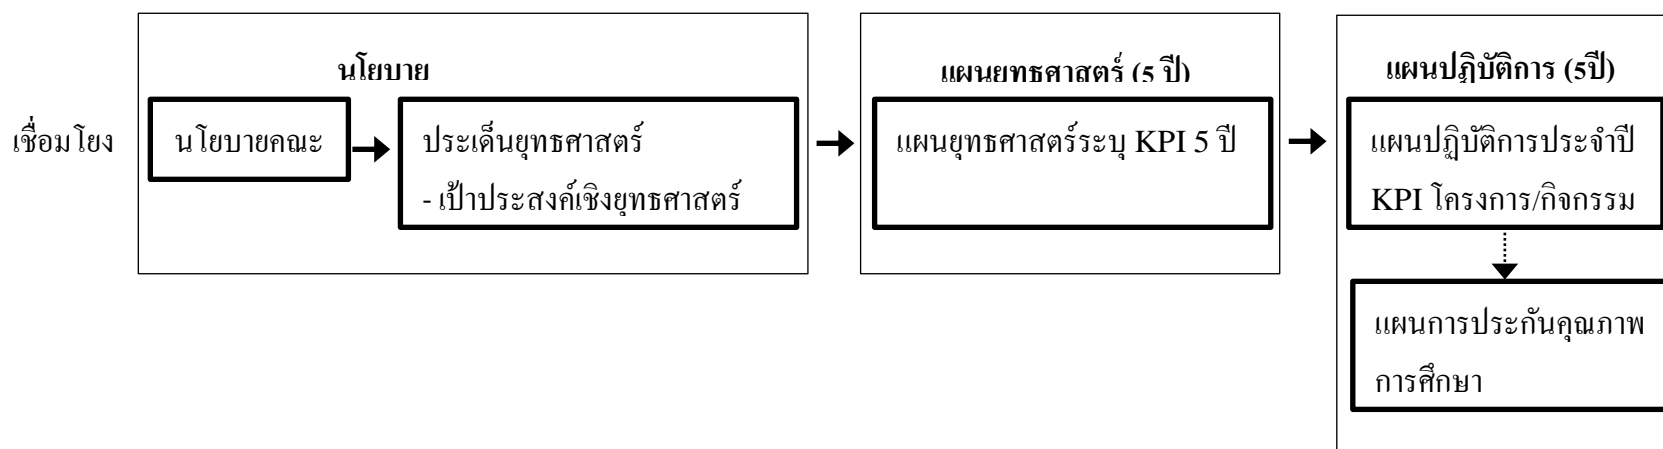 นโยบาย
แผนยุทธศาสตร์ (5 ปี)
แผนปฏิบัติการ (5ปี)
เชื่อมโยง
นโยบายคณะ
ประเด็นยุทธศาสตร์
- เป้าประสงค์เชิงยุทธศาสตร์
แผนยุทธศาสตร์ระบุ KPI 5 ปี
แผนปฏิบัติการประจำปี
KPI โครงการ/กิจกรรม
แผนการประกันคุณภาพ
การศึกษา